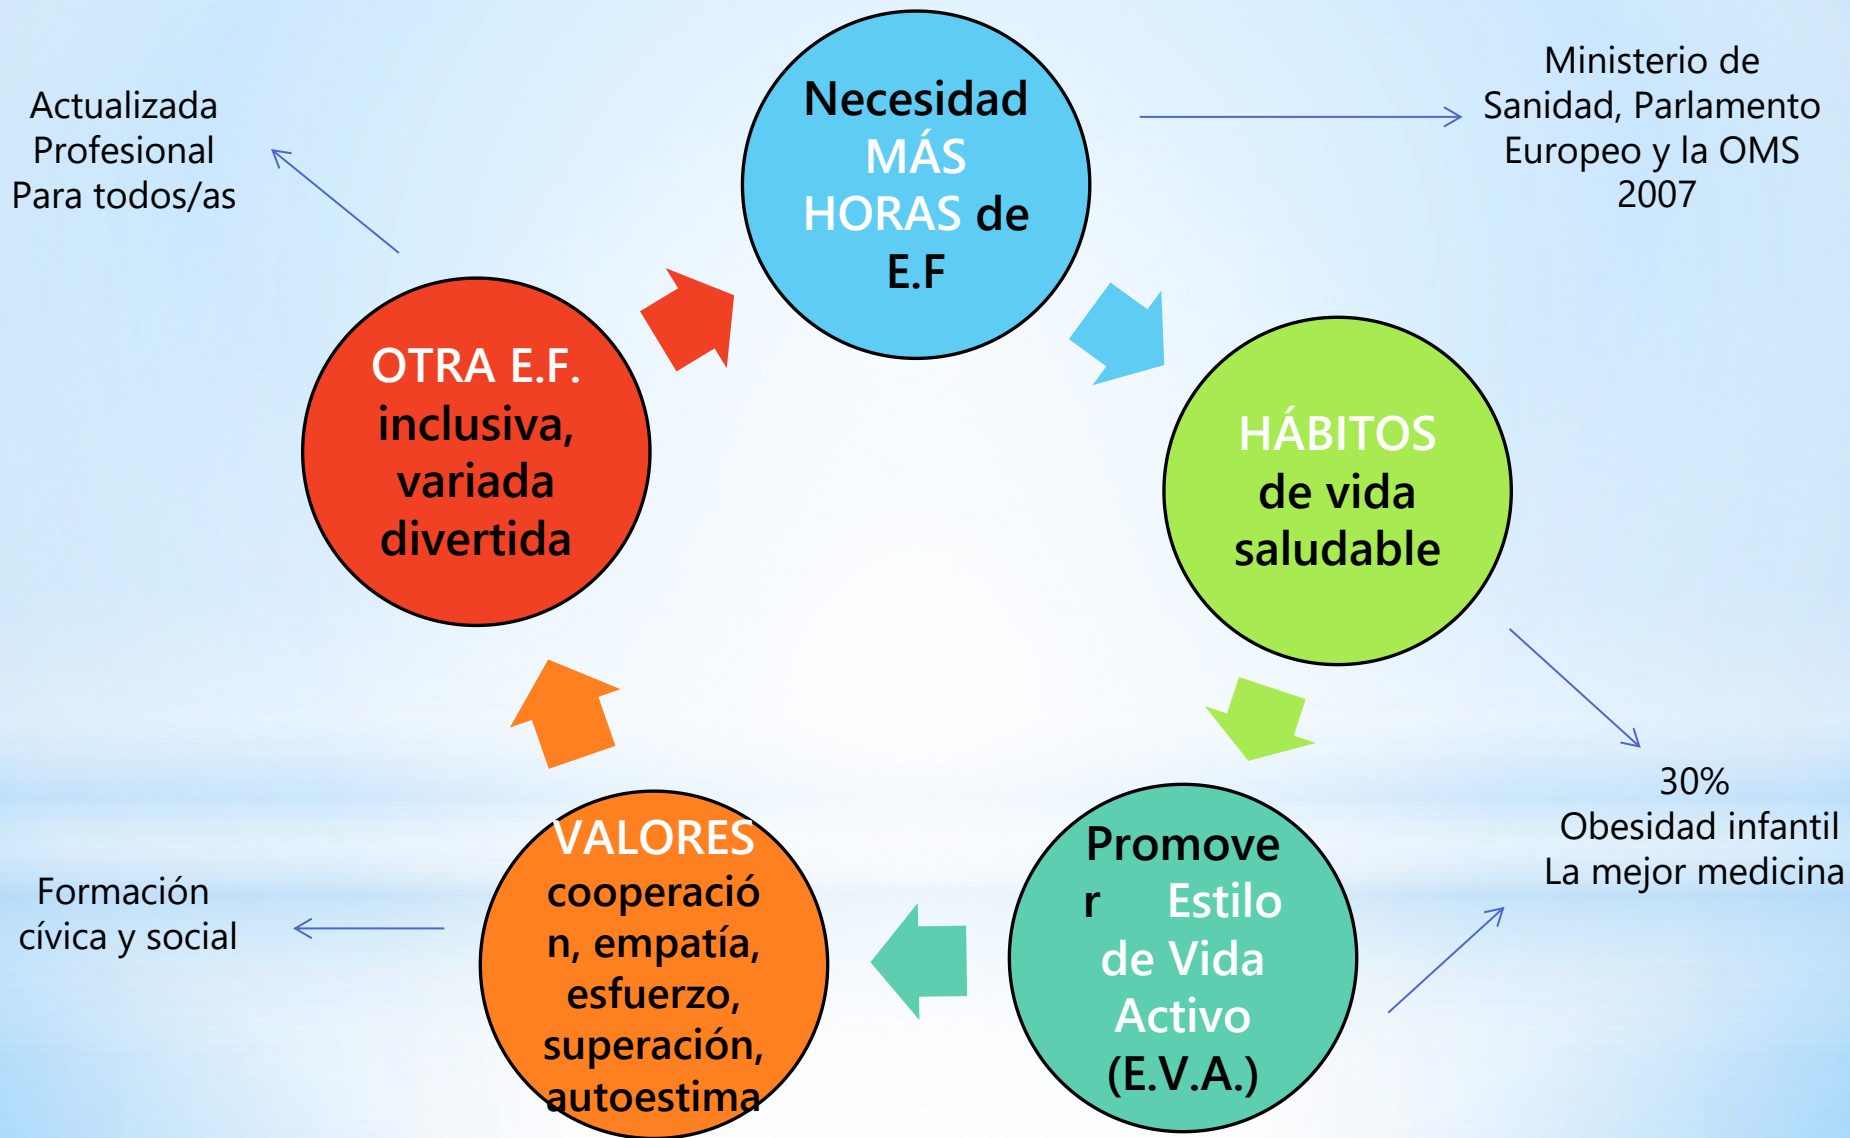 Necesidad
MÁS
HORAS de
E.F
Ministerio de
Sanidad, Parlamento
Europeo y la OMS
2007
HÁBITOS
de vida
saludable
30%
Obesidad infantil
La mejor medicina
Promove
r Estilo
de Vida
Activo
(E.V.A.)
VALORES
cooperació
n, empatía,
esfuerzo,
superación,
autoestima
Formación
cívica y social
OTRA E.F.
inclusiva,
variada
divertida
Actualizada
Profesional
Para todos/as